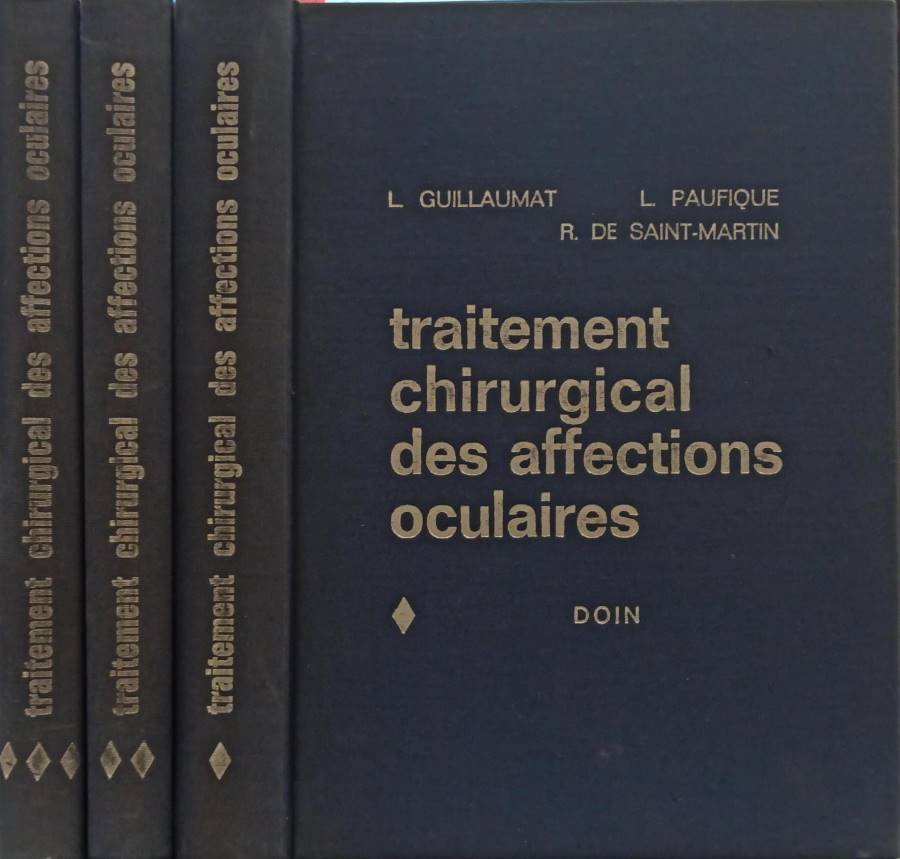 traitement chirurgical des affections oculaires
traitement chirurgical des affections oculaires
traitement chirurgical des affections oculaires
L. GUILLAUMAT L. PAUFIQUE
R. DE SAINT-MARTIN
traitement
chirurgical
des affections
oculaires
DOIN